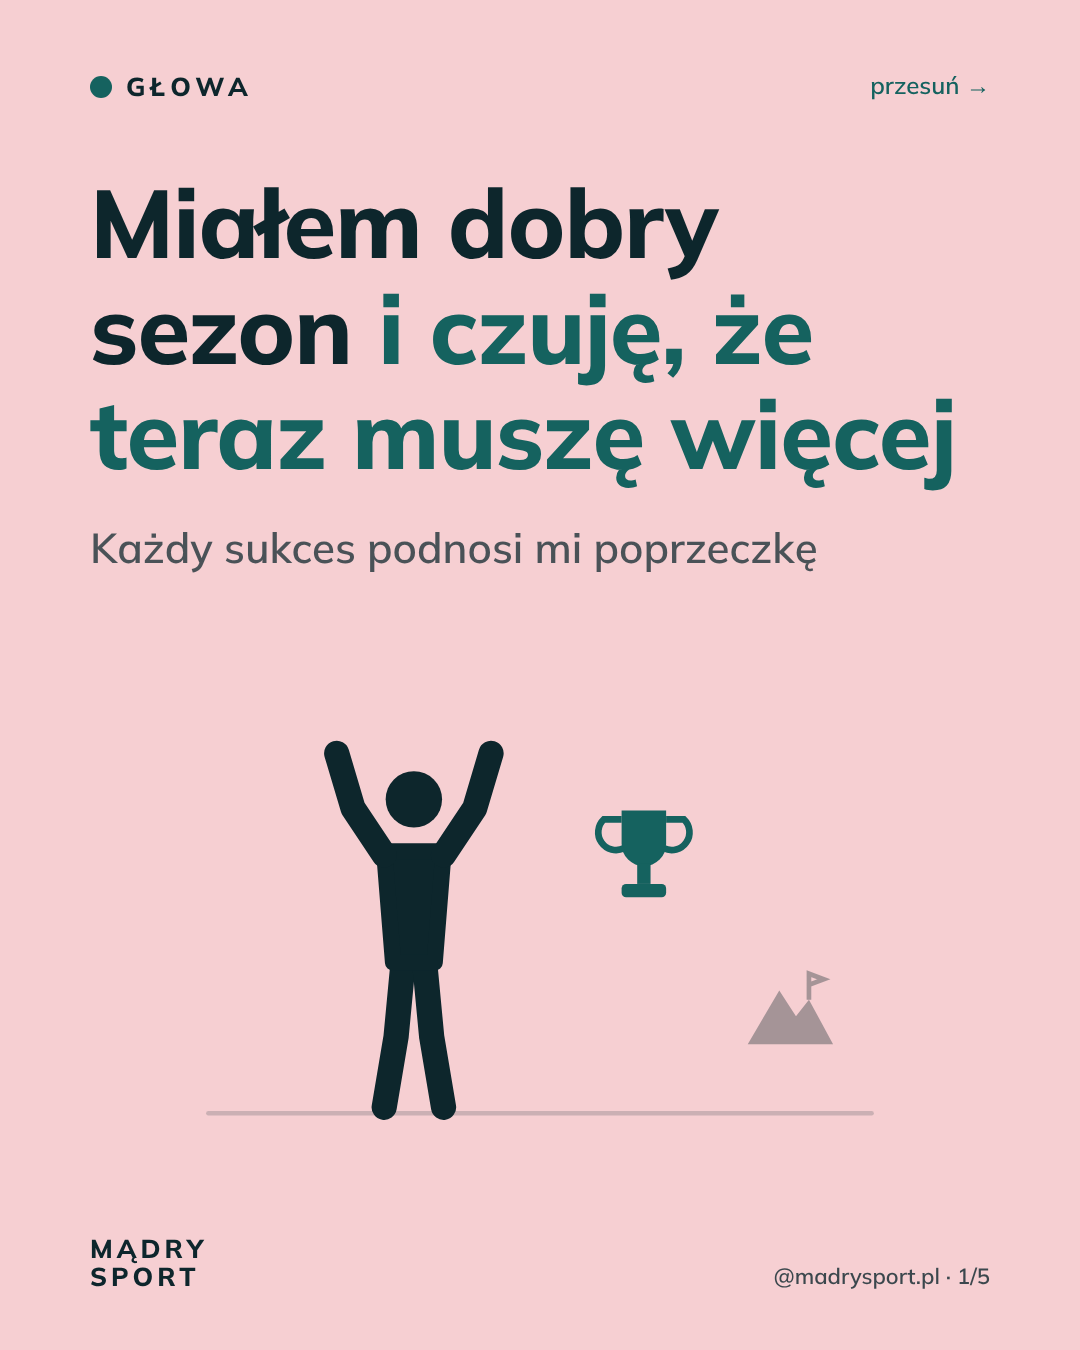 GŁOWA
przesuń →
Miałem dobry
sezon i czuję, że
teraz muszę więcej
Każdy sukces podnosi mi poprzeczkę
MĄDRY
SPORT
@madrysport.pl · 1/5